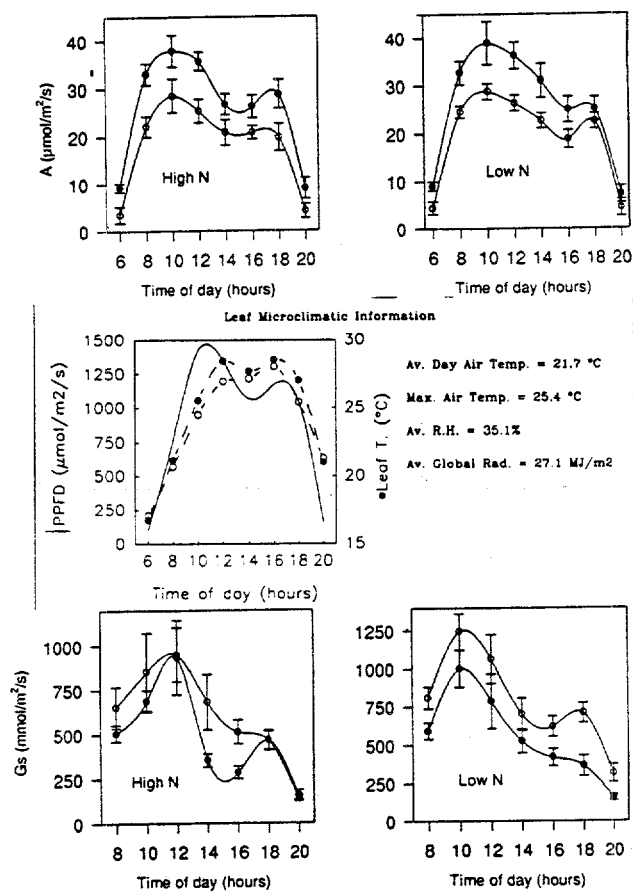 A (μmol/m²/s)
40
30
20
10
0
High N
6 8 10 12 14 16 18 20
Time of day (hours)
40
30
20
10
0
Low N
6 8 10 12 14 16 18 20
Time of day (hours)
Leaf Microclimatic Information
PPFD (μmol/m2/s)
1500
1250
1000
750
500
250
0
30
25
20
15
Leaf T. (°C)
6 8 10 12 14 16 18 20
Time of day (hours)
Av. Day Air Temp. = 21.7 °C
Max. Air Temp. = 25.4 °C
Av. R.H. = 35.1%
Av. Global Rad. = 27.1 MJ/m2
Gs (mmol/m²/s)
1000
750
500
250
0
High N
8 10 12 14 16 18 20
Time of day (hours)
1250
1000
750
500
250
0
Low N
8 10 12 14 16 18 20
Time of day (hours)